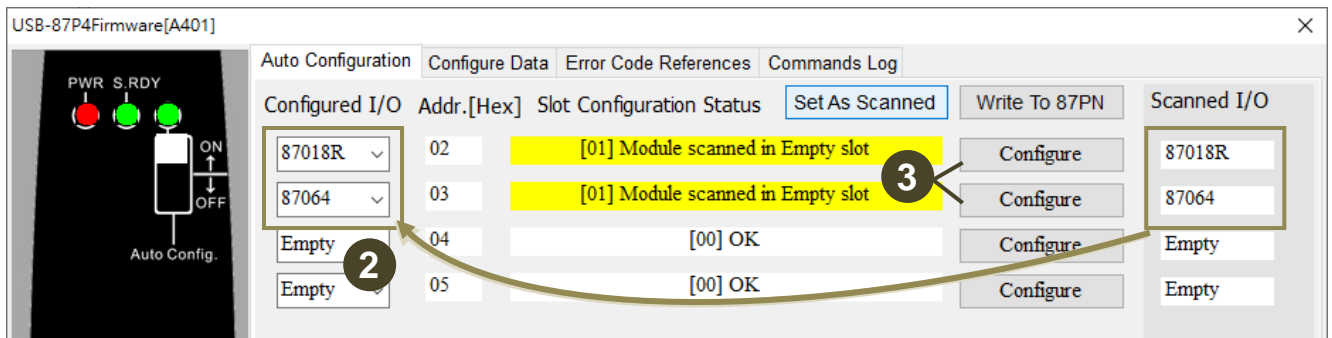 USB-87P4Firmware[A401]
Auto Configuration Configure Data Error Code References Commands Log
PWR S.RDY
Configured I/O Addr.[Hex] Slot Configuration Status Set As Scanned Write To 87PN Scanned I/O
ON
OFF
Auto Config.
87018R 02 [01] Module scanned in Empty slot Configure 87018R
3
87064 03 [01] Module scanned in Empty slot Configure 87064
Empty 04 [00] OK Configure Empty
2
Empty 05 [00] OK Configure Empty